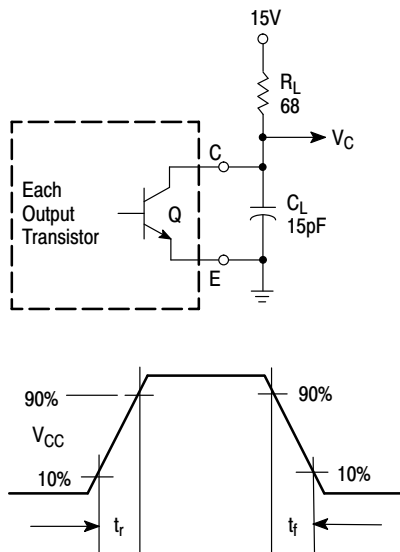 15V
R_L
68
C
V_C
Each
Output
Transistor
Q
C_L
15pF
E
90%
90%
V_CC
10%
10%
t_r
t_f